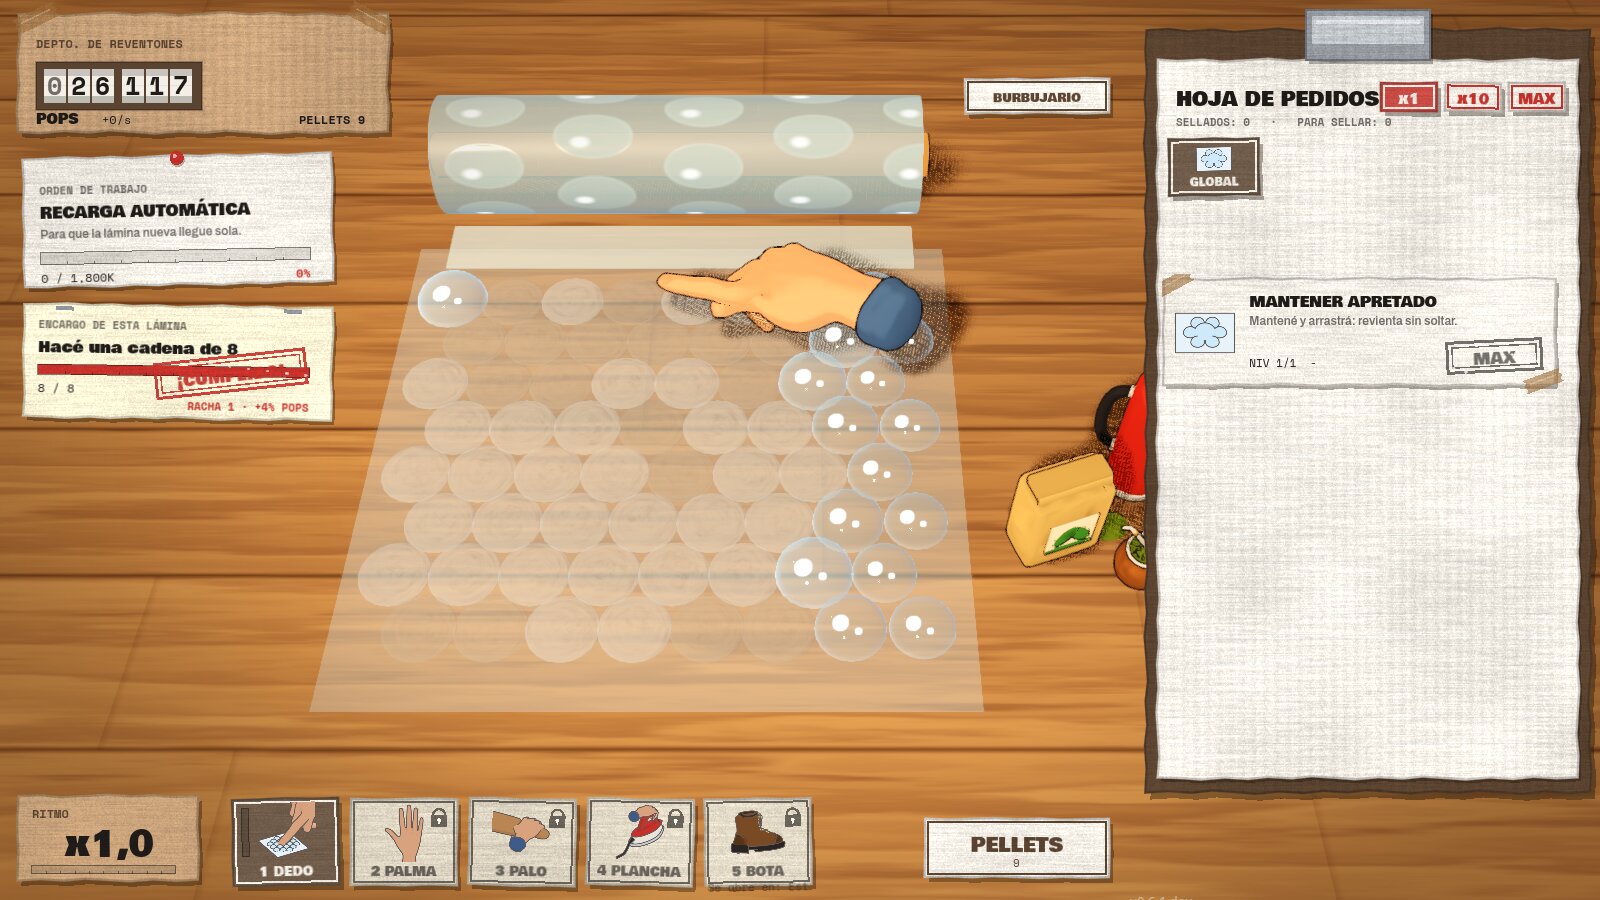 DEPTO. DE REVENTONES
026117
POPS +0/s PELLETS 9
ORDEN DE TRABAJO
RECARGA AUTOMÁTICA
Para que la lámina nueva llegue sola.
0 / 1.800K 0%
ENCARGO DE ESTA LÁMINA
Hacé una cadena de 8
8 / 8
RACHA 1 · +4% POPS
BURBUJARIO
HOJA DE PEDIDOS x1 x10 MAX
SELLADOS: 0 · PARA SELLAR: 0
GLOBAL
MANTENER APRETADO
Mantené y arrastrá: revienta sin soltar.
NIV 1/1 -
MAX
RITMO
x1,0
1 DEDO
2 PALMA
3 PALO
4 PLANCHA
5 BOTA
PELLETS
9